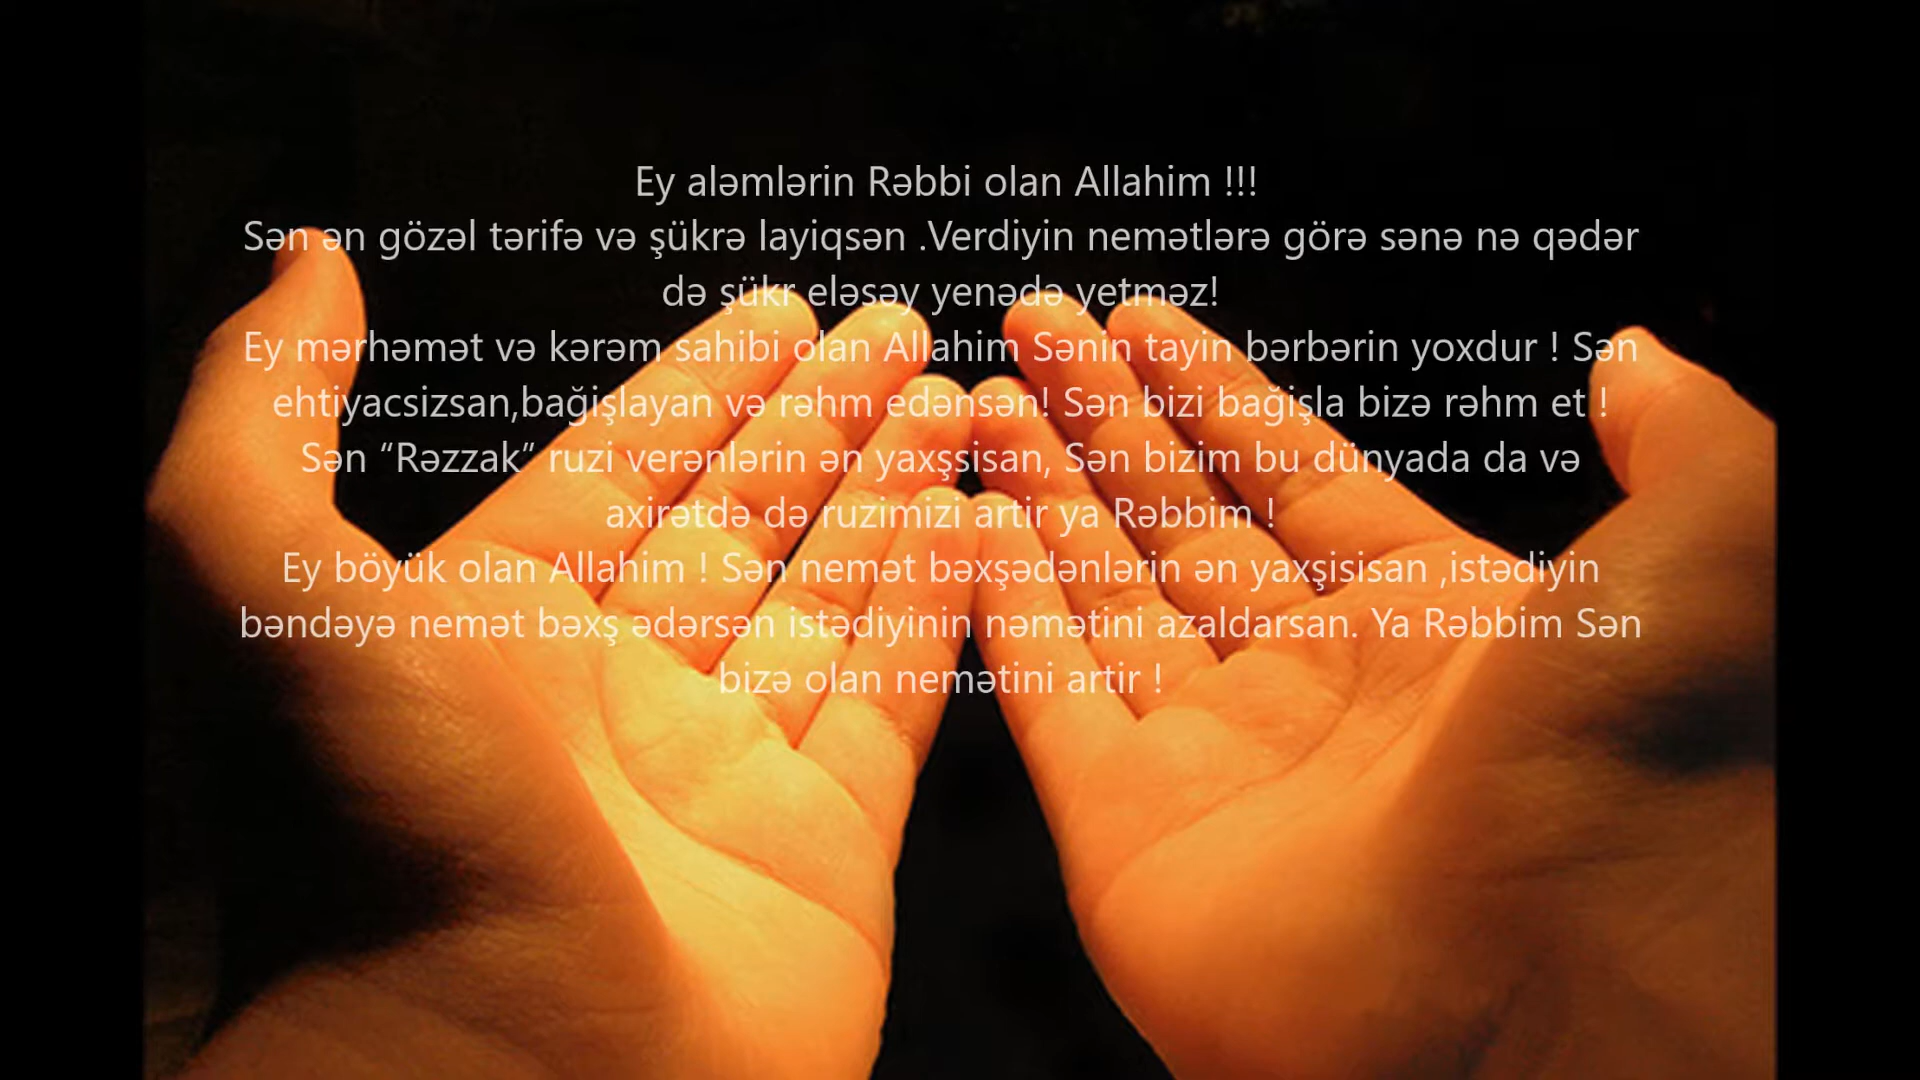 Ey aləmlərin Rəbbi olan Allahim !!!
Sən ən gözəl tərifə və şükrə layiqsən .Verdiyin nemətlərə görə sənə nə qədər
də şükr eləsəy yenədə yetməz!
Ey mərhəmət və kərəm sahibi olan Allahim Sənin tayin bərbərin yoxdur ! Sən
ehtiyacsizsan,bağişlayan və rəhm edənsən! Sən bizi bağişla bizə rəhm et !
Sən “Rəzzak“ ruzi verənlərin ən yaxşsisan, Sən bizim bu dünyada da və
axirətdə də ruzimizi artir ya Rəbbim !
Ey böyük olan Allahim ! Sən nemət bəxşədənlərin ən yaxşisisan ,istədiyin
bəndəyə nemət bəxş ədərsən istədiyinin nəmətini azaldarsan. Ya Rəbbim Sən
bizə olan nemətini artir !